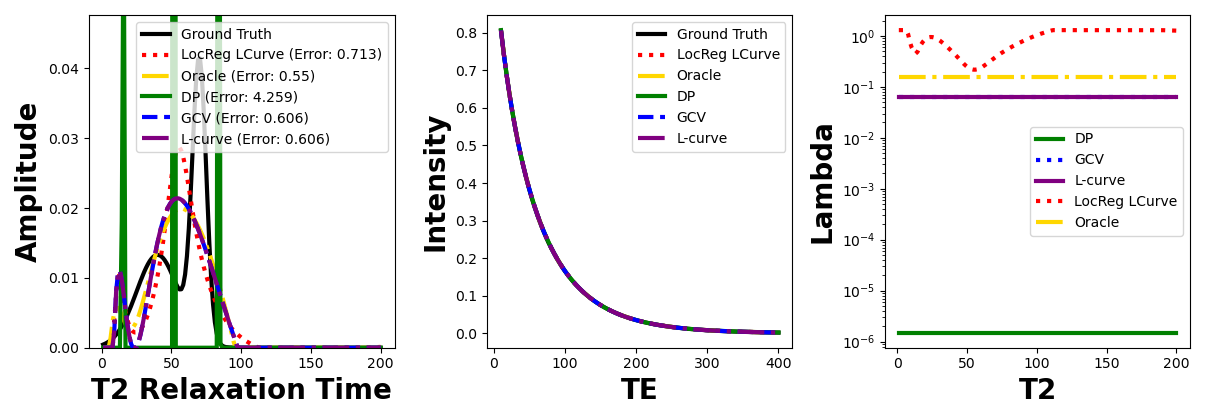 Amplitude
0.04
0.03
0.02
0.01
0.00
0
50
100
150
200
T2 Relaxation Time
Ground Truth
LocReg LCurve (Error: 0.713)
Oracle (Error: 0.55)
DP (Error: 4.259)
GCV (Error: 0.606)
L-curve (Error: 0.606)
Intensity
0.8
0.7
0.6
0.5
0.4
0.3
0.2
0.1
0.0
0
100
200
300
400
TE
Ground Truth
LocReg LCurve
Oracle
DP
GCV
L-curve
Lambda
10⁰
10⁻¹
10⁻²
10⁻³
10⁻⁴
10⁻⁵
10⁻⁶
0
50
100
150
200
T2
DP
GCV
L-curve
LocReg LCurve
Oracle